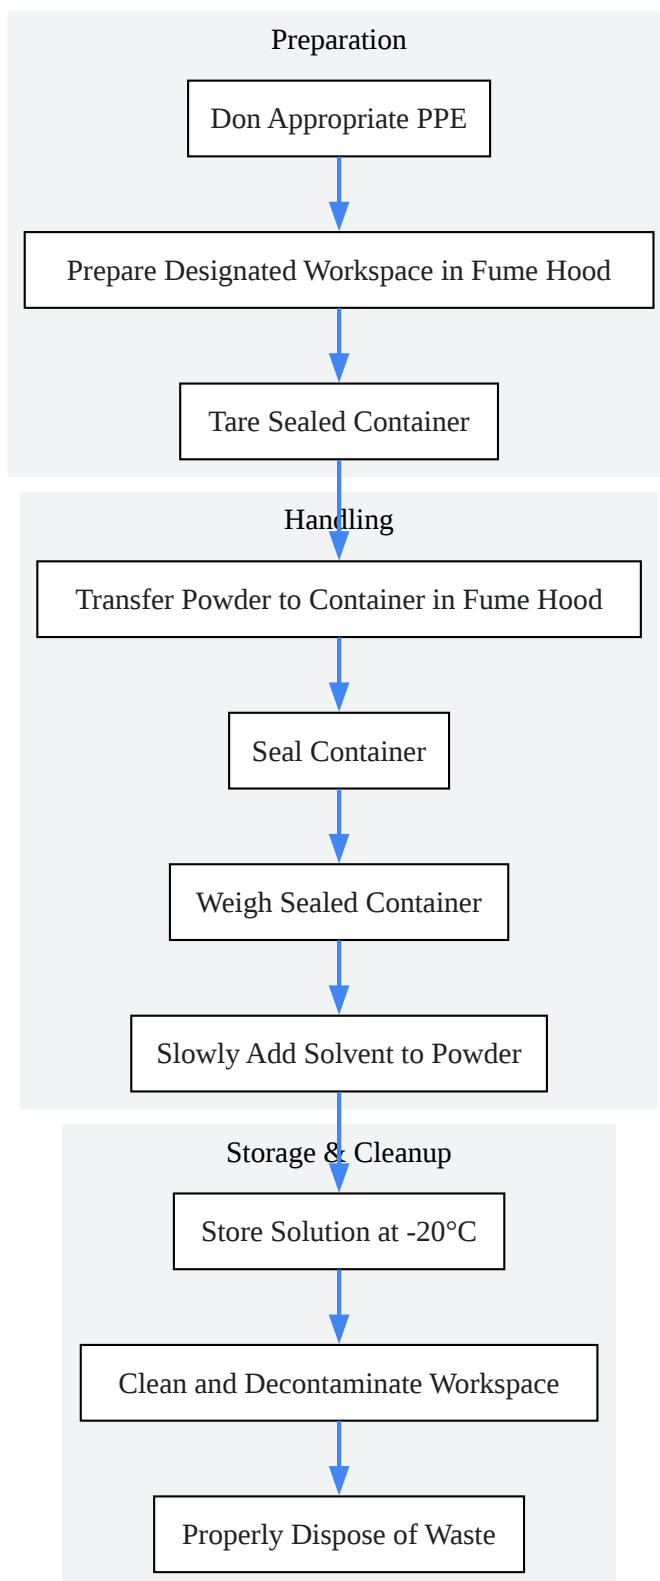 Preparation
Don Appropriate PPE
Prepare Designated Workspace in Fume Hood
Tare Sealed Container
Handling
Transfer Powder to Container in Fume Hood
Seal Container
Weigh Sealed Container
Slowly Add Solvent to Powder
Storage & Cleanup
Store Solution at -20°C
Clean and Decontaminate Workspace
Properly Dispose of Waste